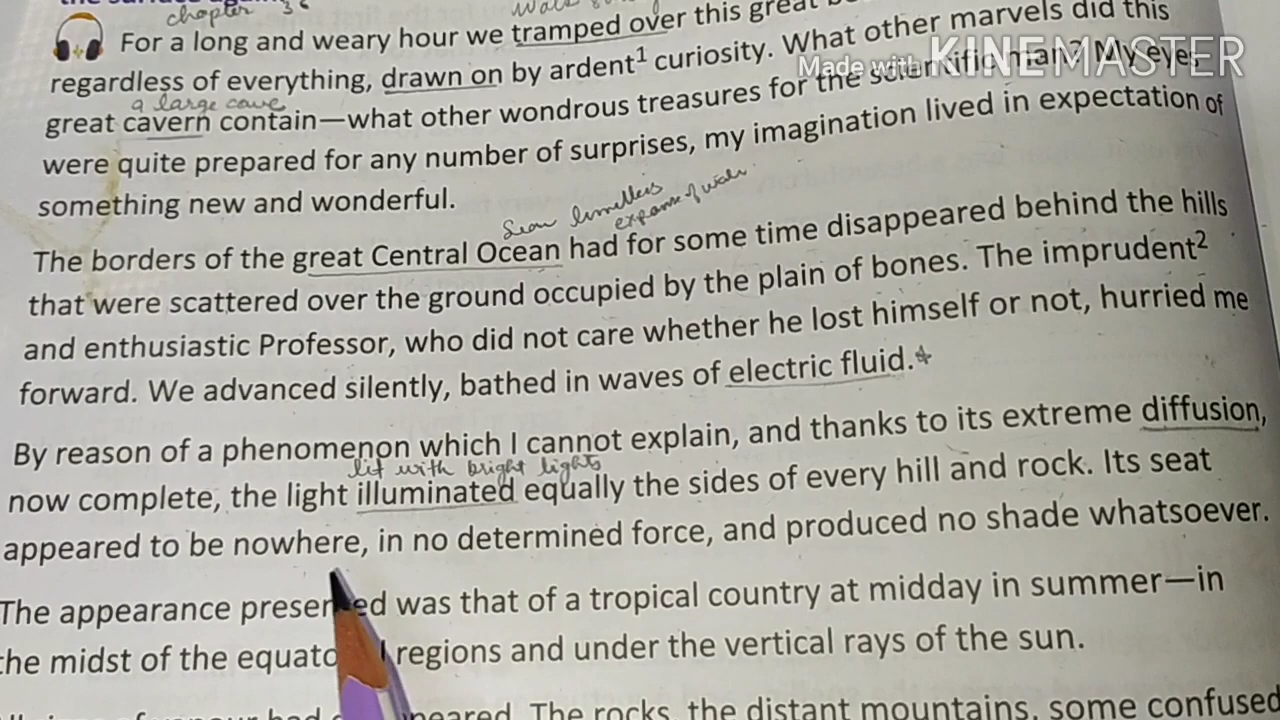 chapter 36
For a long and weary hour we tramped over this great
regardless of everything, drawn on by ardent¹ curiosity. What other marvels did this
a large cave
Made with KINEMASTER
great cavern contain—what other wondrous treasures for the scientific man? My eyes
were quite prepared for any number of surprises, my imagination lived in expectation of
something new and wonderful.
limitless
expanse of water
The borders of the great Central Ocean had for some time disappeared behind the hills
that were scattered over the ground occupied by the plain of bones. The imprudent²
and enthusiastic Professor, who did not care whether he lost himself or not, hurried me
forward. We advanced silently, bathed in waves of electric fluid.
By reason of a phenomenon which I cannot explain, and thanks to its extreme diffusion,
lit with bright lights
now complete, the light illuminated equally the sides of every hill and rock. Its seat
appeared to be nowhere, in no determined force, and produced no shade whatsoever.
The appearance presented was that of a tropical country at midday in summer—in
the midst of the equatorial regions and under the vertical rays of the sun.
The rocks, the distant mountains, some confused